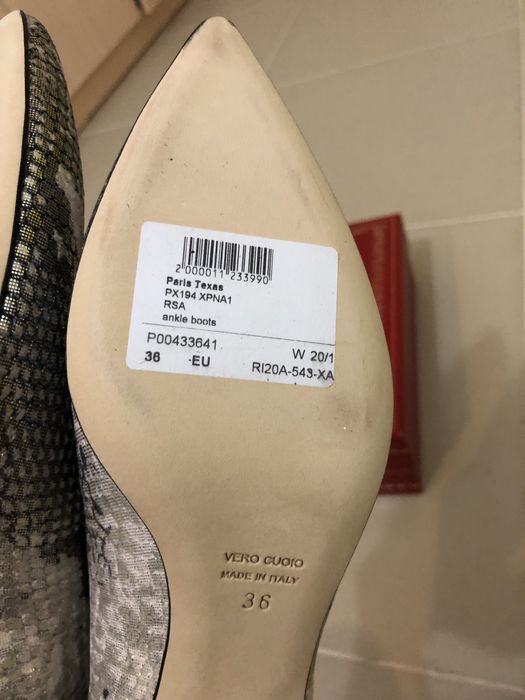 2 000011 233990
Paris Texas
PX194 XPNA1
RSA
ankle boots
P00433641 W 20/1
36 -EU RI20A-543-XA
VERO CUOIO
MADE IN ITALY
36